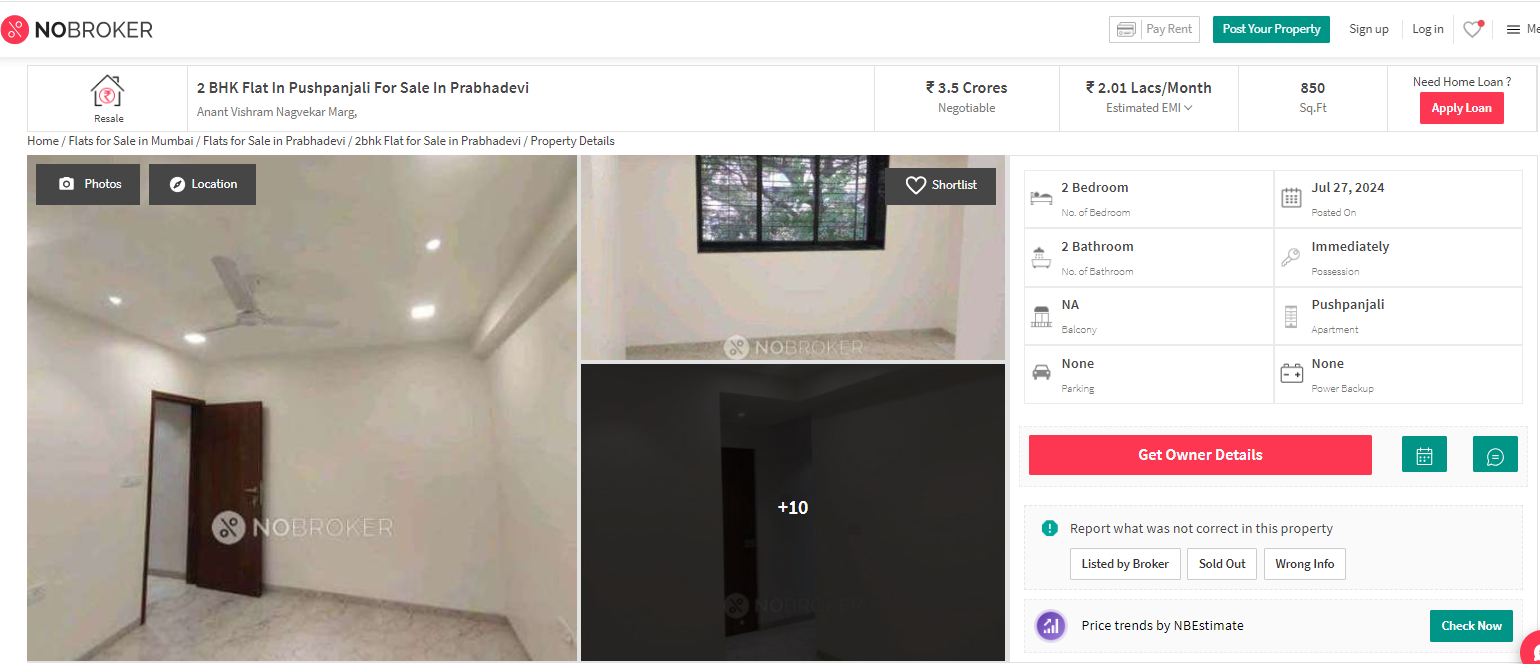 NOBROKER
Pay Rent
Post Your Property
Sign up
Log in
Me
Resale
2 BHK Flat In Pushpanjali For Sale In Prabhadevi
Anant Vishram Nagvekar Marg,
₹ 3.5 Crores
Negotiable
₹ 2.01 Lacs/Month
Estimated EMI
850
Sq.Ft
Need Home Loan ?
Apply Loan
Home / Flats for Sale in Mumbai / Flats for Sale in Prabhadevi / 2bhk Flat for Sale in Prabhadevi / Property Details
Photos
Location
Shortlist
NOBROKER
NOBROKER
+10
NOBROKER
2 Bedroom
No. of Bedroom
Jul 27, 2024
Posted On
2 Bathroom
No. of Bathroom
Immediately
Possession
NA
Balcony
Pushpanjali
Apartment
None
Parking
None
Power Backup
Get Owner Details
Report what was not correct in this property
Listed by Broker
Sold Out
Wrong Info
Price trends by NBEstimate
Check Now